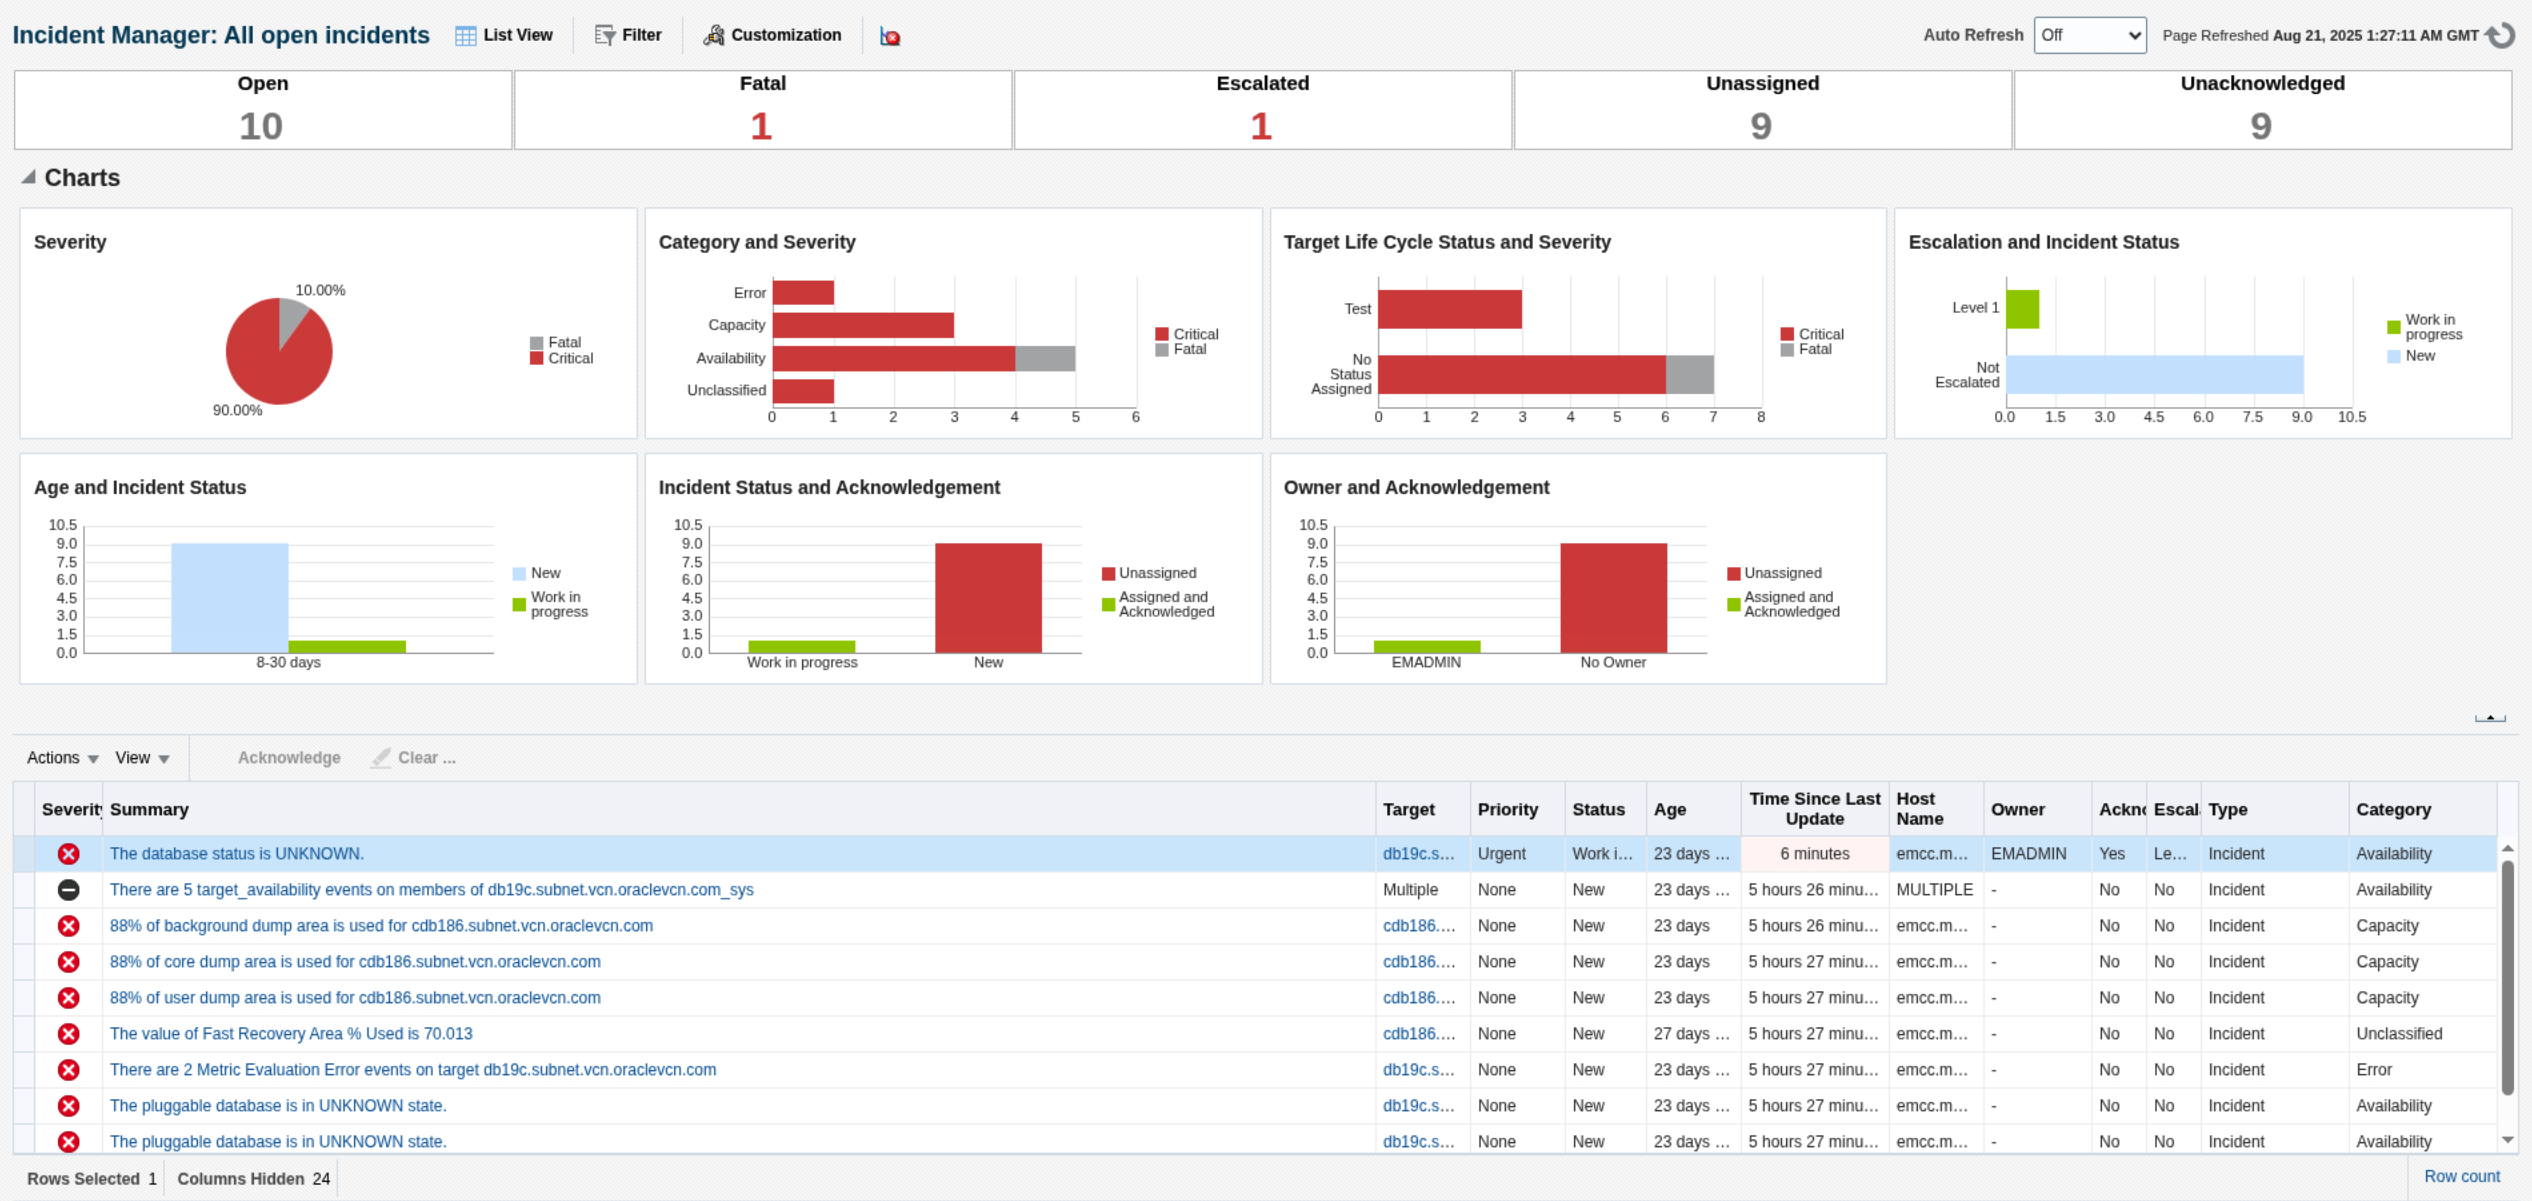 Incident Manager: All open incidents List View Filter Customization Auto Refresh Off Page Refreshed Aug 21, 2025 1:27:11 AM GMT
Open Fatal Escalated Unassigned Unacknowledged
10 1 1 9 9
Charts
Severity
10.00%
90.00%
Fatal
Critical
Category and Severity
Error
Capacity
Availability
Unclassified
0 1 2 3 4 5 6
Critical
Fatal
Target Life Cycle Status and Severity
Test
No
Status
Assigned
0 1 2 3 4 5 6 7 8
Critical
Fatal
Escalation and Incident Status
Level 1
Not
Escalated
0.0 1.5 3.0 4.5 6.0 7.5 9.0 10.5
Work in
progress
New
Age and Incident Status
10.5
9.0
7.5
6.0
4.5
3.0
1.5
0.0
8-30 days
New
Work in
progress
Incident Status and Acknowledgement
10.5
9.0
7.5
6.0
4.5
3.0
1.5
0.0
Work in progress New
Unassigned
Assigned and
Acknowledged
Owner and Acknowledgement
10.5
9.0
7.5
6.0
4.5
3.0
1.5
0.0
EMADMIN No Owner
Unassigned
Assigned and
Acknowledged
Actions View Acknowledge Clear ...
Severity Summary Target Priority Status Age Time Since Last Update Host Name Owner Ackno Escal Type Category
The database status is UNKNOWN. db19c.s... Urgent Work i... 23 days ... 6 minutes emcc.m... EMADMIN Yes Le... Incident Availability
There are 5 target_availability events on members of db19c.subnet.vcn.oraclevcn.com_sys Multiple None New 23 days ... 5 hours 26 minu... MULTIPLE - No No Incident Availability
88% of background dump area is used for cdb186.subnet.vcn.oraclevcn.com cdb186.... None New 23 days 5 hours 26 minu... emcc.m... - No No Incident Capacity
88% of core dump area is used for cdb186.subnet.vcn.oraclevcn.com cdb186.... None New 23 days 5 hours 27 minu... emcc.m... - No No Incident Capacity
88% of user dump area is used for cdb186.subnet.vcn.oraclevcn.com cdb186.... None New 23 days 5 hours 27 minu... emcc.m... - No No Incident Capacity
The value of Fast Recovery Area % Used is 70.013 cdb186.... None New 27 days ... 5 hours 27 minu... emcc.m... - No No Incident Unclassified
There are 2 Metric Evaluation Error events on target db19c.subnet.vcn.oraclevcn.com db19c.s... None New 23 days ... 5 hours 27 minu... emcc.m... - No No Incident Error
The pluggable database is in UNKNOWN state. db19c.s... None New 23 days ... 5 hours 27 minu... emcc.m... - No No Incident Availability
The pluggable database is in UNKNOWN state. db19c.s... None New 23 days ... 5 hours 27 minu... emcc.m... - No No Incident Availability
Rows Selected 1 Columns Hidden 24 Row count